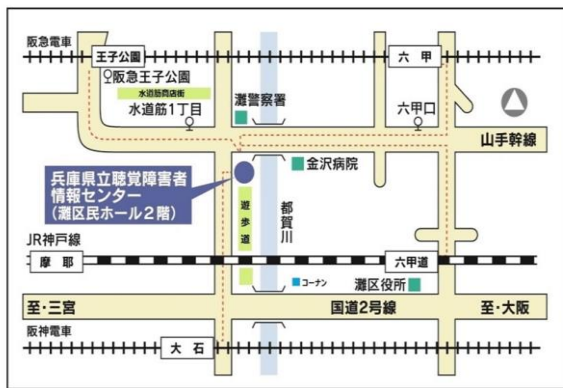 阪急電車
王子公園
六甲
阪急王子公園
水道筋商店街
水道筋1丁目
灘警察署
六甲口
山手幹線
金沢病院
兵庫県立聴覚障害者
情報センター
(灘区民ホール2階)
遊歩道
都賀川
JR神戸線
摩耶
六甲道
コーナン
灘区役所
至・三宮
国道2号線
至・大阪
阪神電車
大石